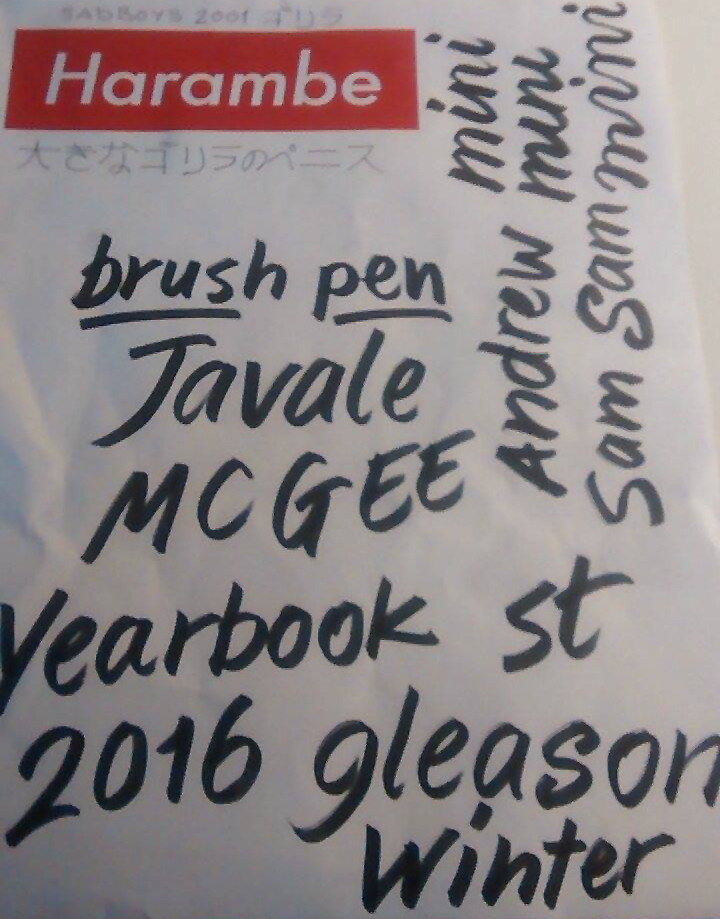 SADBOYS 2001 ゴリラ
Harambe
大きなゴリラのペニス
brush pen
Javale
MCGEE
Yearbook st
2016 gleason
winter
mini
Andrew muni
Sam Sam mini